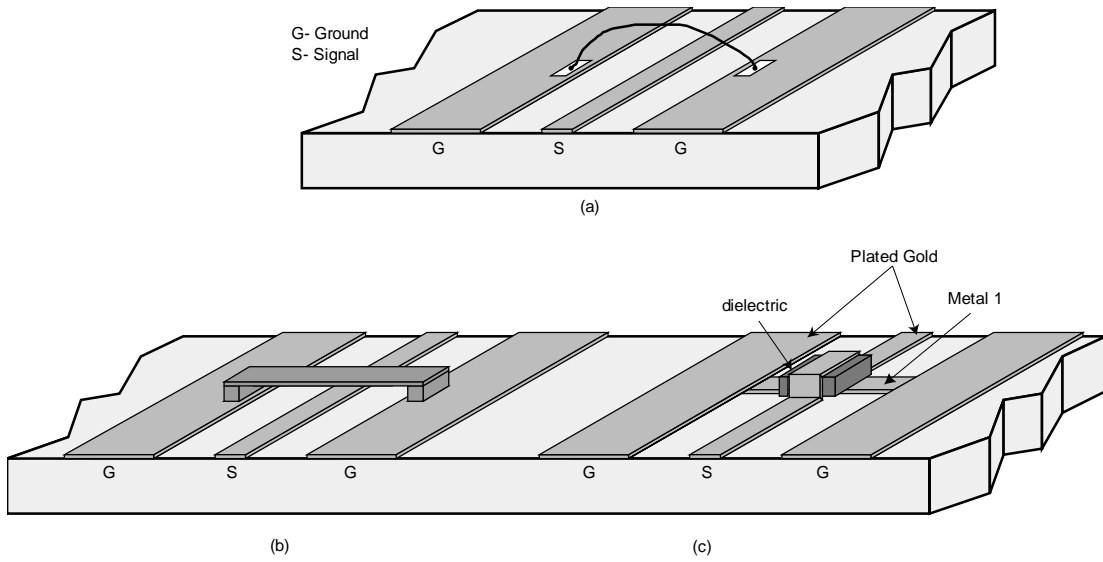 G- Ground
S- Signal
G S G
(a)
Plated Gold
dielectric
Metal 1
G S G G S G
(b) (c)